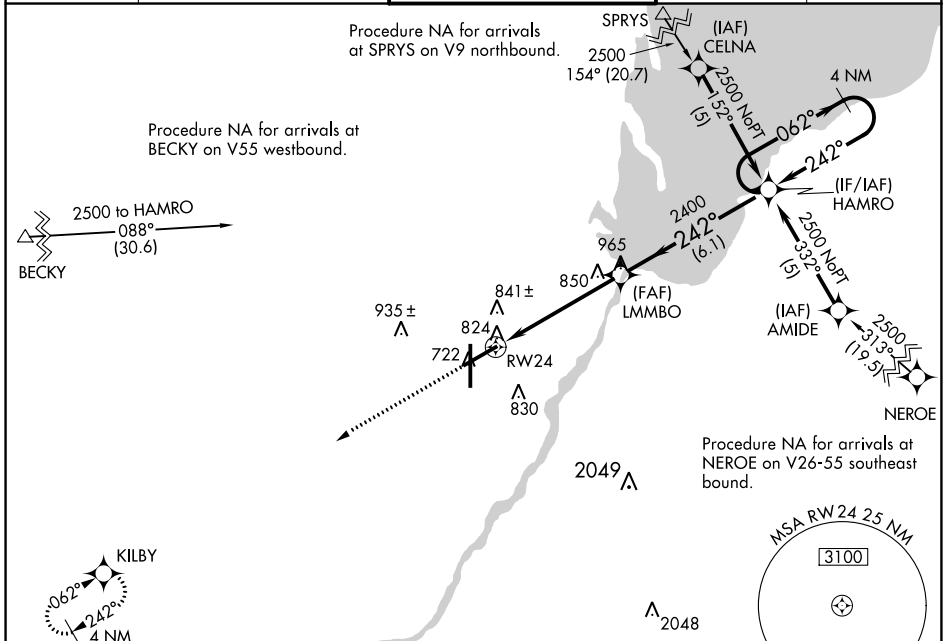 Procedure NA for arrivals
at SPRYS on V9 northbound.
SPRYS
2500
154° (20.7)
(IAF)
CELNA
2500 NoPT
152°
(5)
4 NM
062°
242°
Procedure NA for arrivals at
BECKY on V55 westbound.
(IF/IAF)
HAMRO
2500 to HAMRO
088°
(30.6)
BECKY
2400
242°
(6.1)
2500 NoPT
332°
(5)
965
850
(FAF)
LMMBO
(IAF)
AMIDE
2500
313°
(19.5)
NEROE
935 ±
841 ±
824
722
RW24
830
Procedure NA for arrivals at
NEROE on V26-55 southeast
bound.
2049
MSA RW24 25 NM
3100
KILBY
062°
242°
4 NM
2048